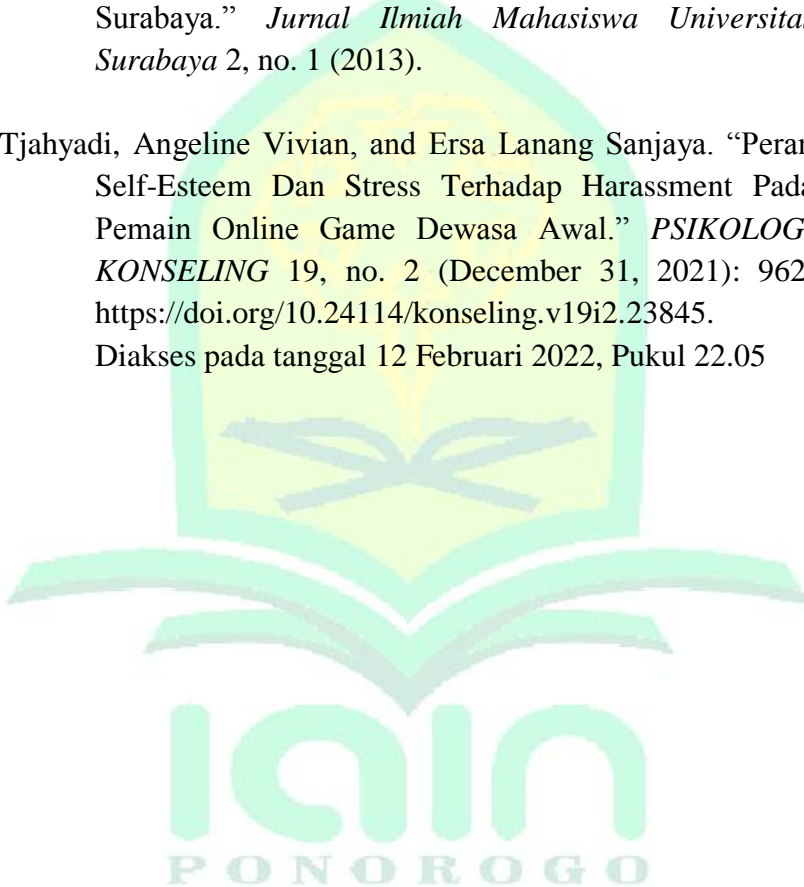 Surabaya.” Jurnal Ilmiah Mahasiswa Universitas
Surabaya 2, no. 1 (2013).
Tjahyadi, Angeline Vivian, and Ersa Lanang Sanjaya. “Peran
Self-Esteem Dan Stress Terhadap Harassment Pada
Pemain Online Game Dewasa Awal.” PSIKOLOG
KONSELING 19, no. 2 (December 31, 2021): 962.
https://doi.org/10.24114/konseling.v19i2.23845.
Diakses pada tanggal 12 Februari 2022, Pukul 22.05
iain
PONOROGO